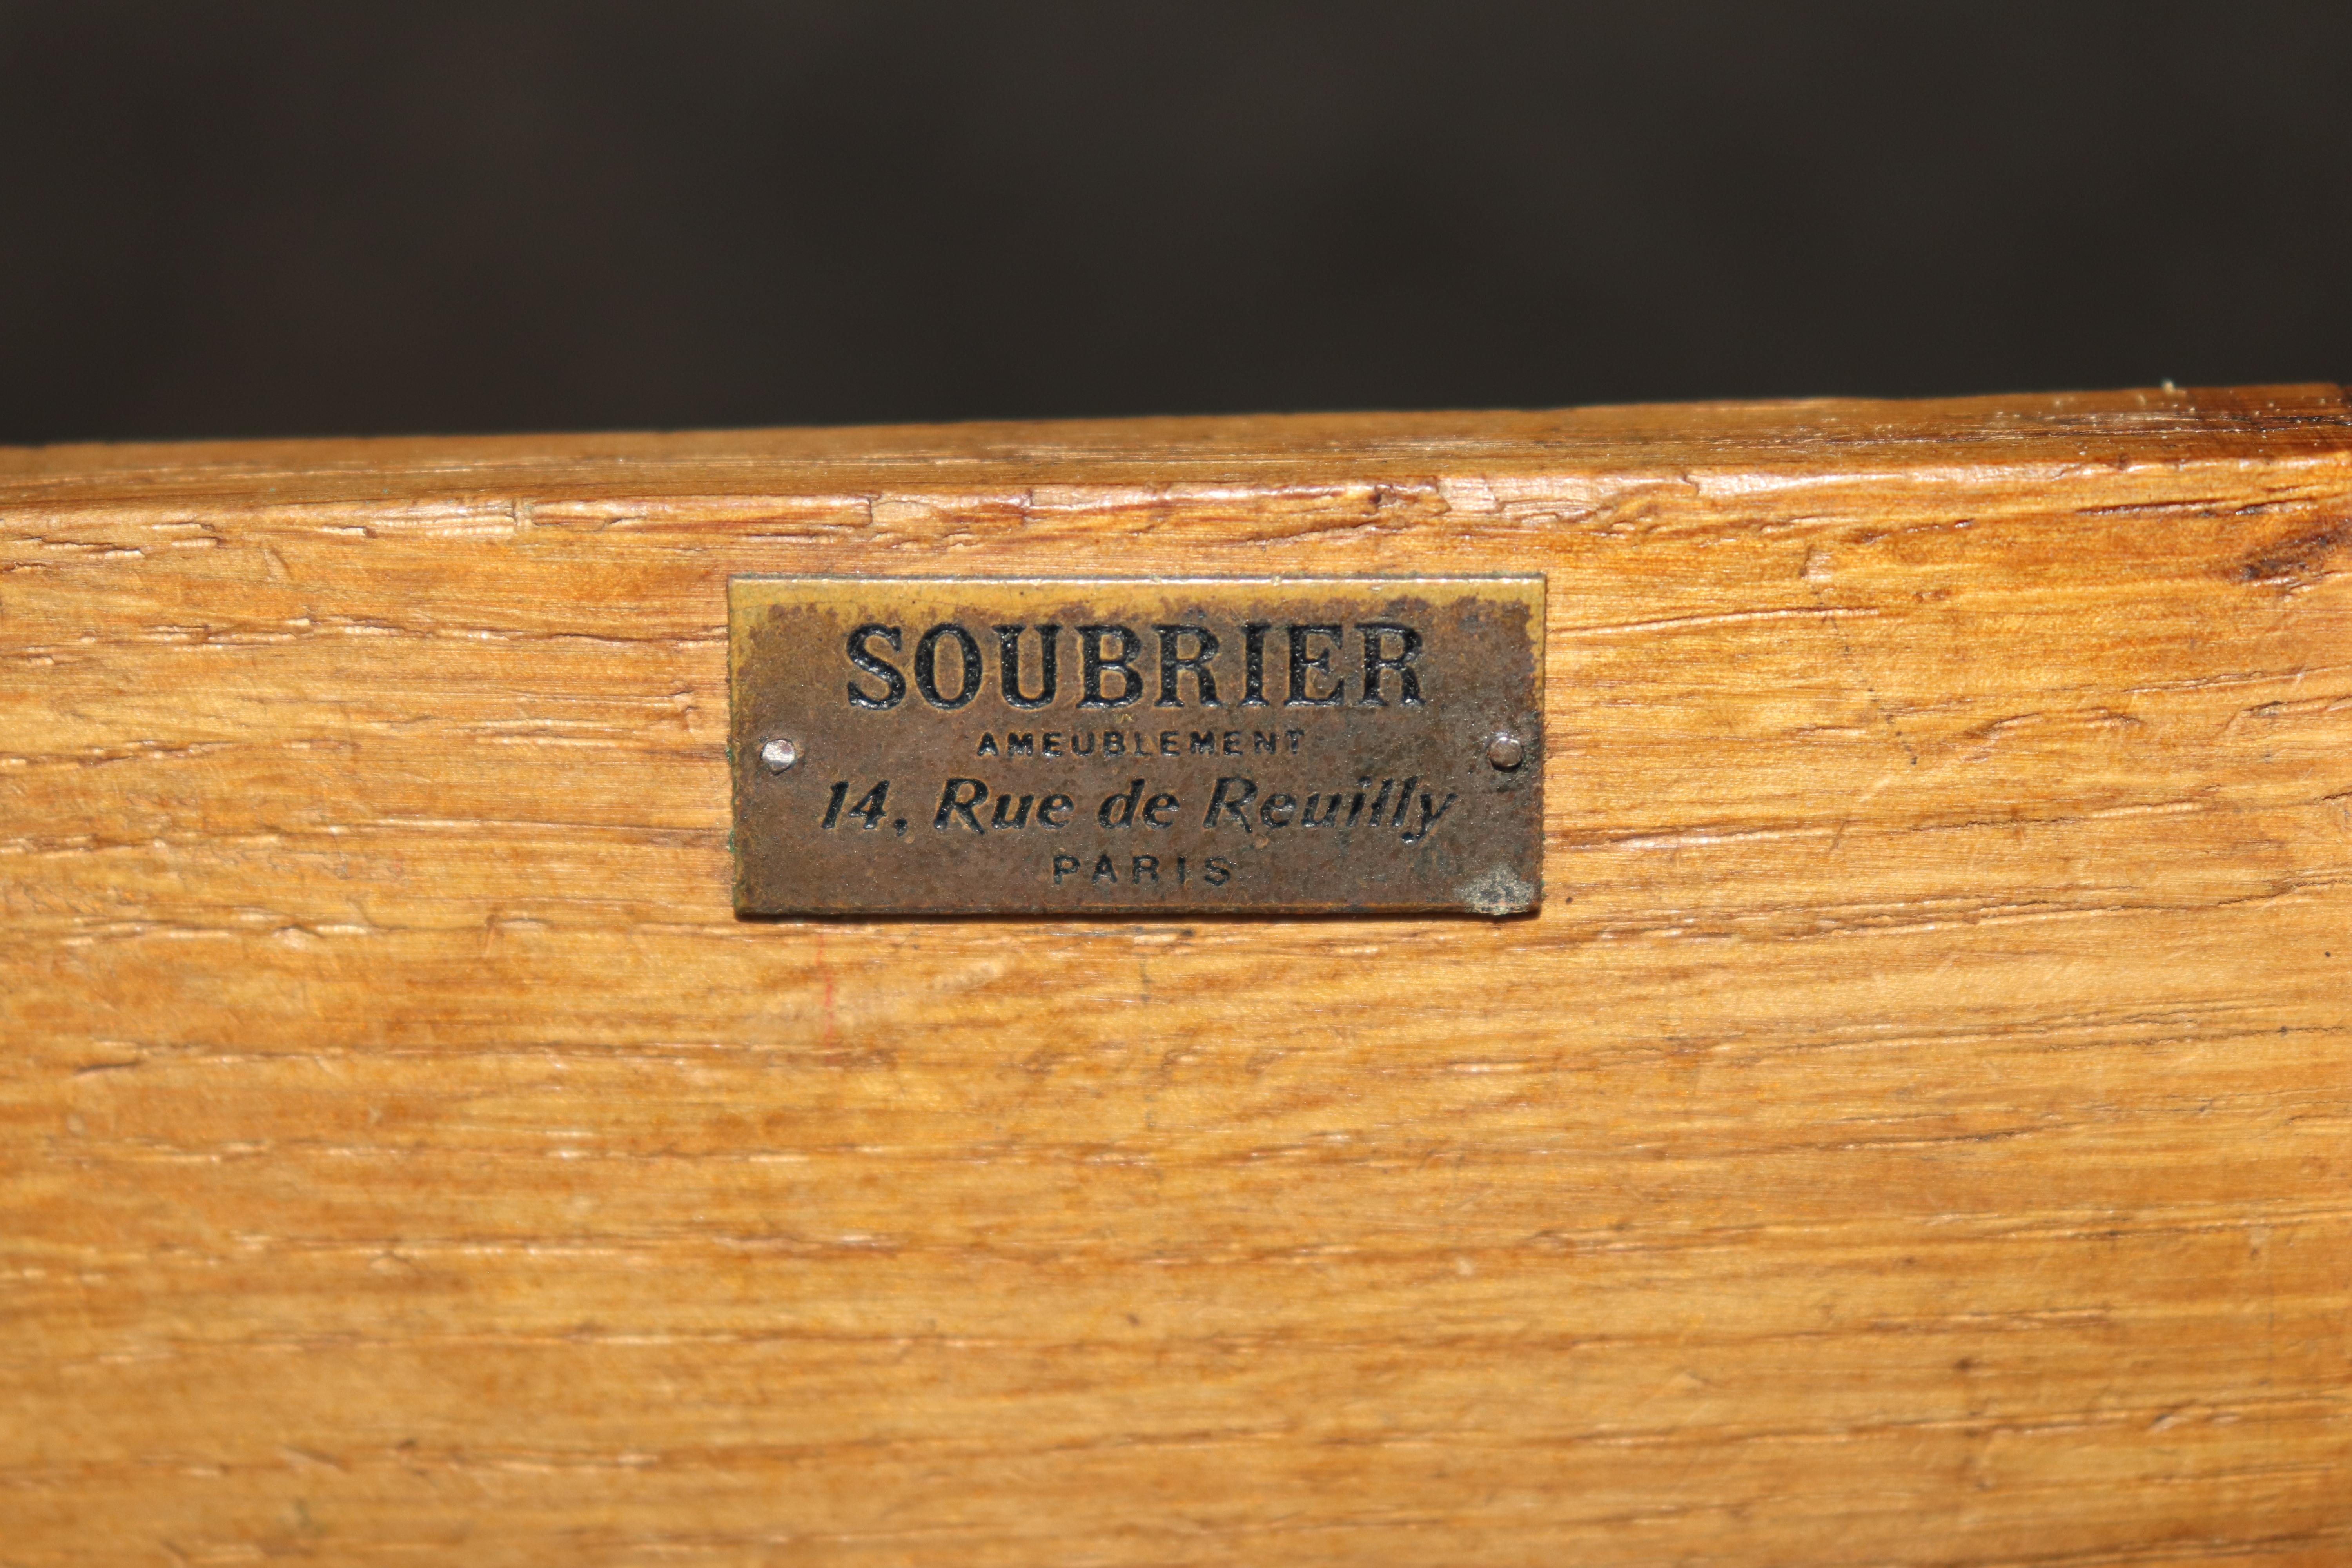 SOUBRIER
AMEUBLEMENT
14, Rue de Reuilly
PARIS